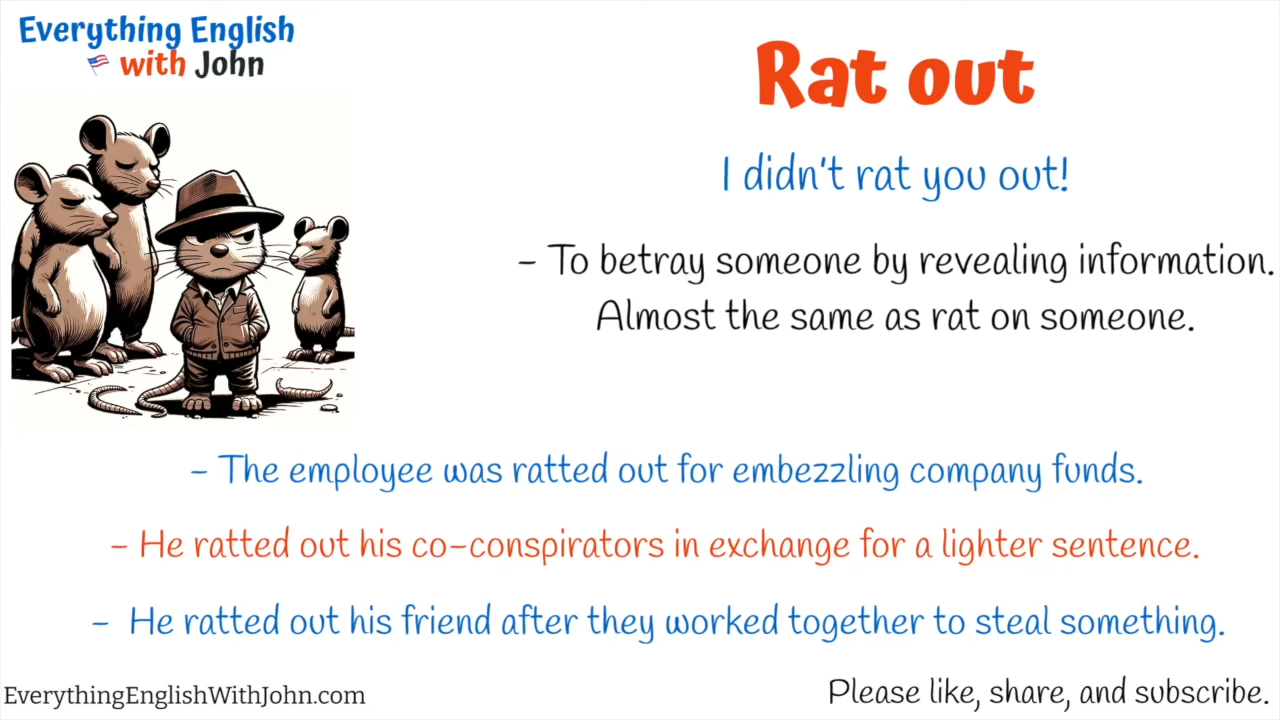 Everything English
with John
Rat out
I didn't rat you out!
- To betray someone by revealing information.
Almost the same as rat on someone.
- The employee was ratted out for embezzling company funds.
- He ratted out his co-conspirators in exchange for a lighter sentence.
- He ratted out his friend after they worked together to steal something.
EverythingEnglishWithJohn.com
Please like, share, and subscribe.